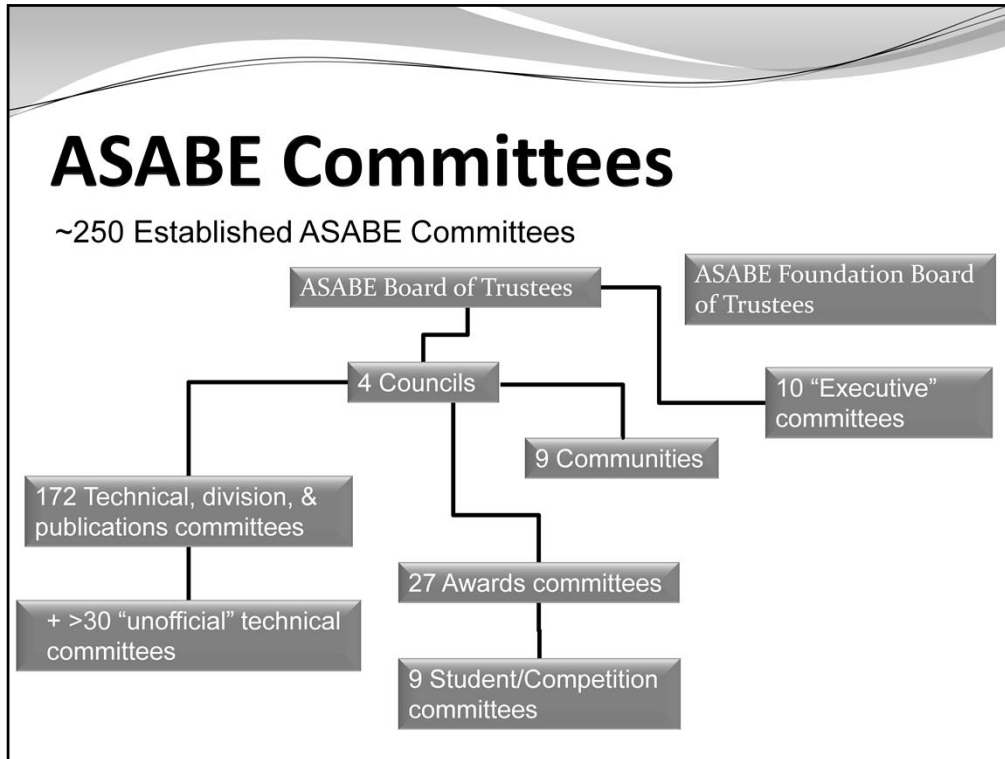 ASABE Committees
~250 Established ASABE Committees
ASABE Board of Trustees
ASABE Foundation Board
of Trustees
4 Councils
10 “Executive”
committees
9 Communities
172 Technical, division, &
publications committees
27 Awards committees
+ >30 “unofficial” technical
committees
9 Student/Competition
committees